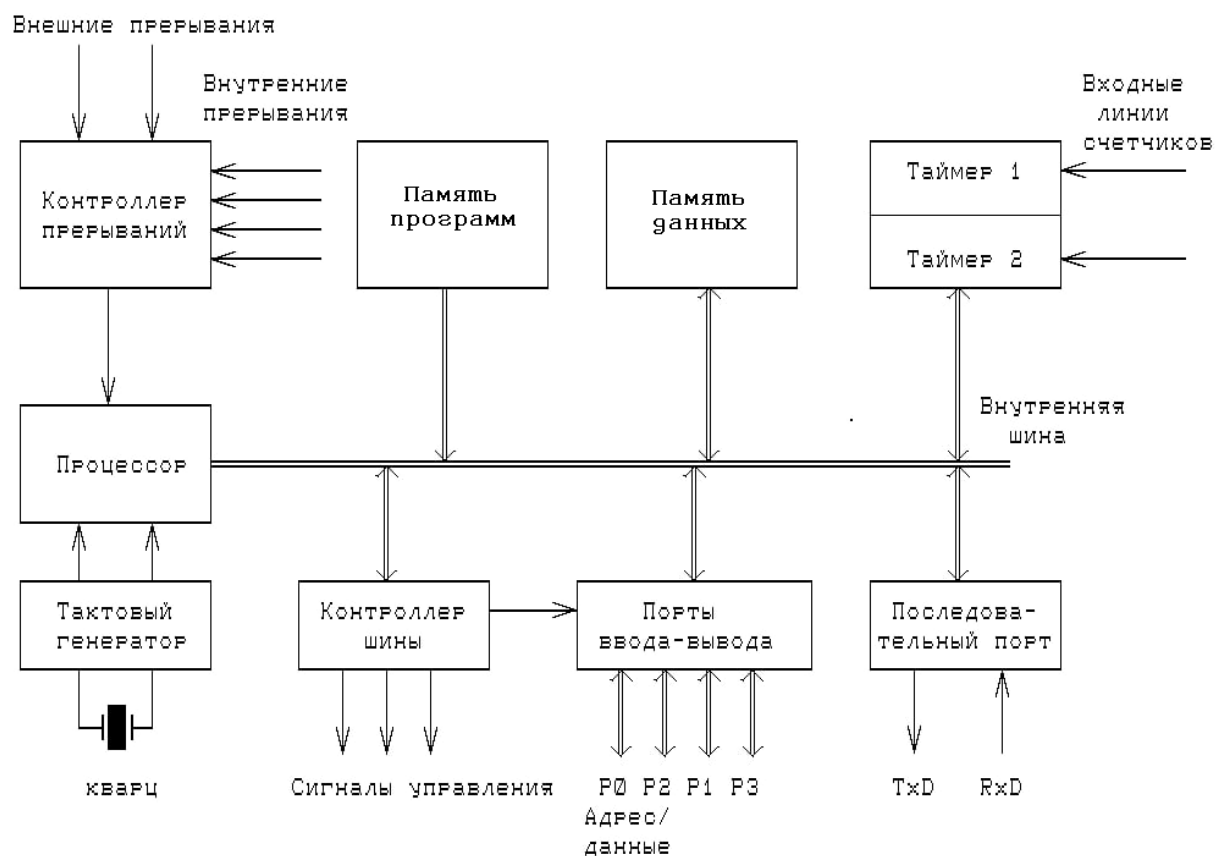 Внешние прерывания
Внутренние
прерывания
Входные
линии
счетчиков
Контроллер
прерываний
Память
программ
Память
данных
Таймер 1
Таймер 2
Внутренняя
шина
Процессор
Тактовый
генератор
Контроллер
шины
Порты
ввода-вывода
Последова-
тельный порт
кварц
Сигналы управления
P0 P2 P1 P3
Адрес/
данные
TxD RxD